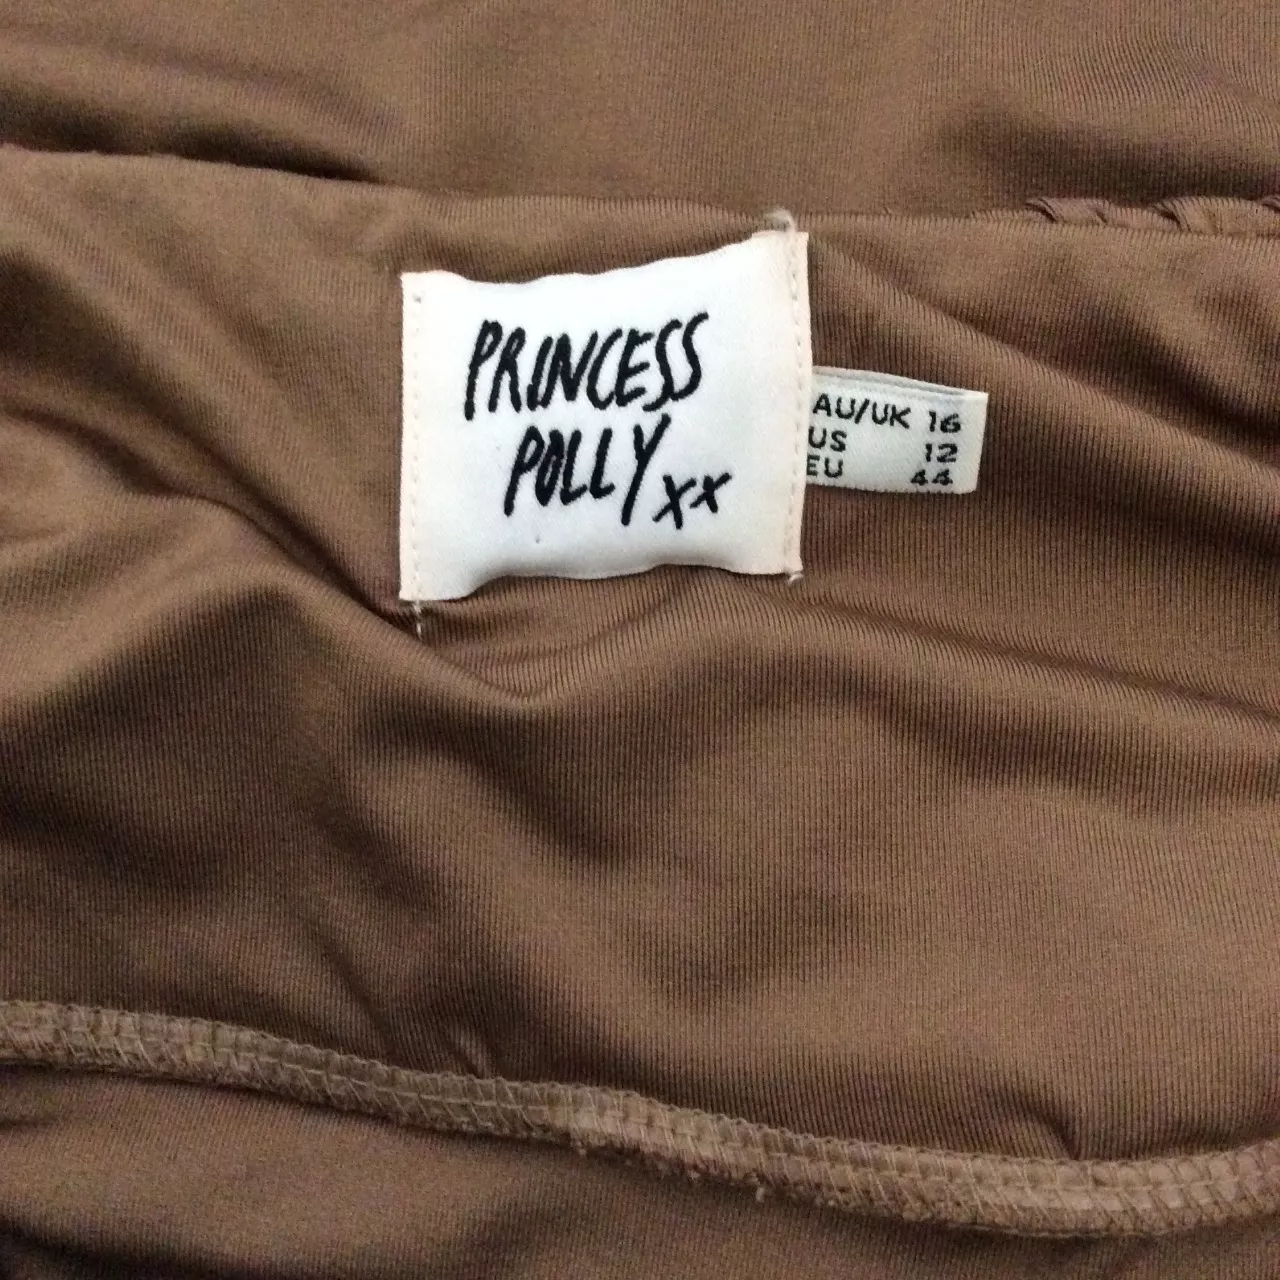 PRINCESS
POLLY xx
AU/UK 16
US 12
EU 44